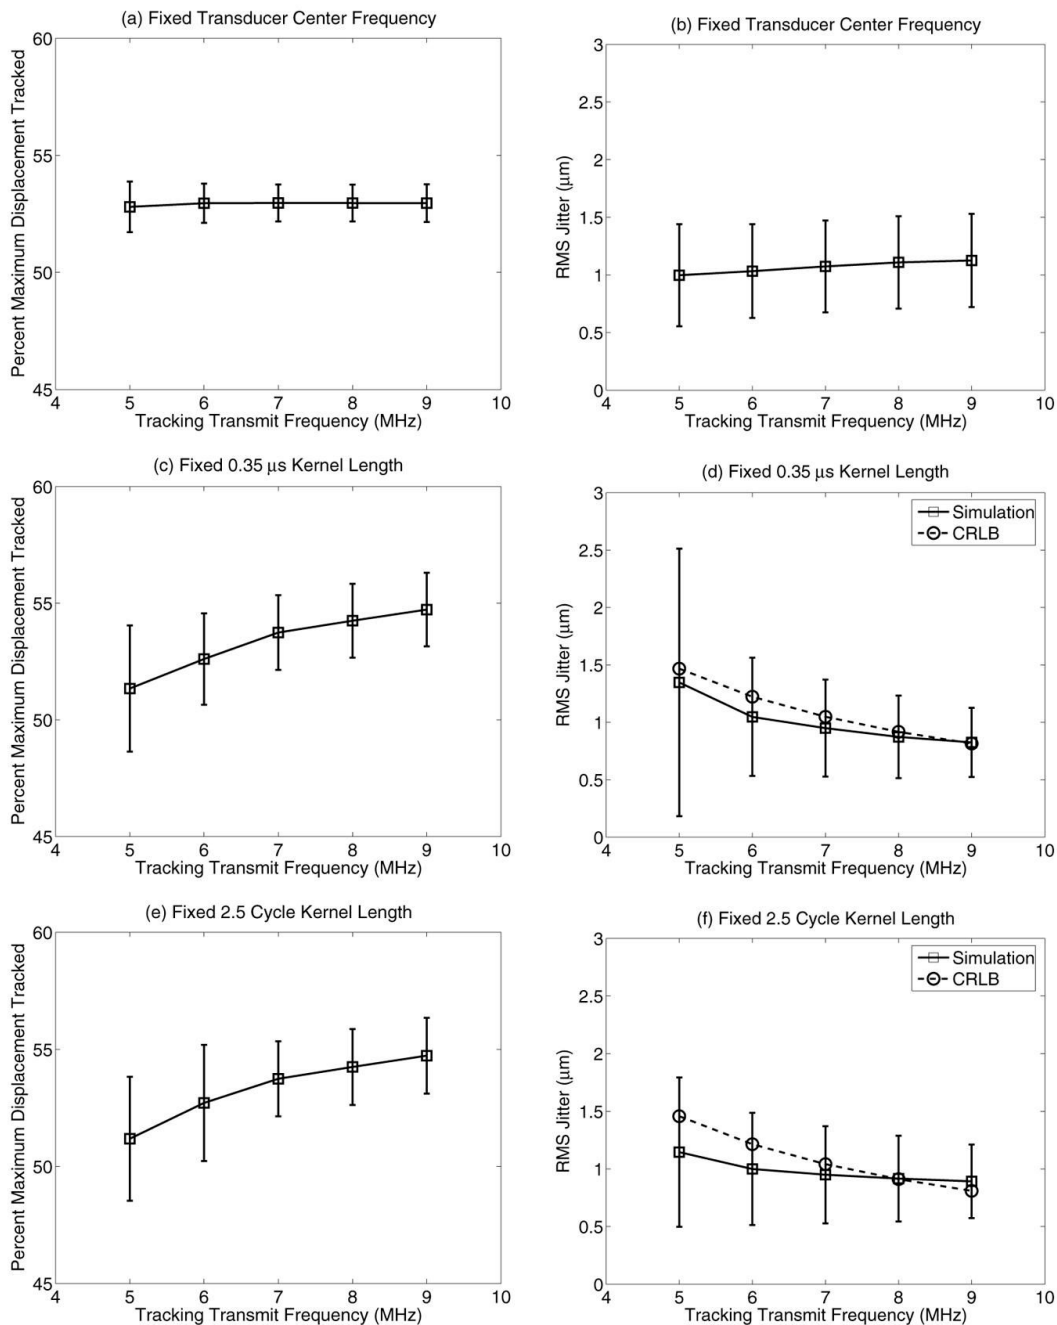 (a) Fixed Transducer Center Frequency
Percent Maximum Displacement Tracked
60
55
50
45
4 5 6 7 8 9 10
Tracking Transmit Frequency (MHz)
(b) Fixed Transducer Center Frequency
RMS Jitter (μm)
3
2.5
2
1.5
1
0.5
0
4 5 6 7 8 9 10
Tracking Transmit Frequency (MHz)
(c) Fixed 0.35 μs Kernel Length
Percent Maximum Displacement Tracked
60
55
50
45
4 5 6 7 8 9 10
Tracking Transmit Frequency (MHz)
(d) Fixed 0.35 μs Kernel Length
RMS Jitter (μm)
3
2.5
2
1.5
1
0.5
0
Simulation
CRLB
4 5 6 7 8 9 10
Tracking Transmit Frequency (MHz)
(e) Fixed 2.5 Cycle Kernel Length
Percent Maximum Displacement Tracked
60
55
50
45
4 5 6 7 8 9 10
Tracking Transmit Frequency (MHz)
(f) Fixed 2.5 Cycle Kernel Length
RMS Jitter (μm)
3
2.5
2
1.5
1
0.5
0
Simulation
CRLB
4 5 6 7 8 9 10
Tracking Transmit Frequency (MHz)